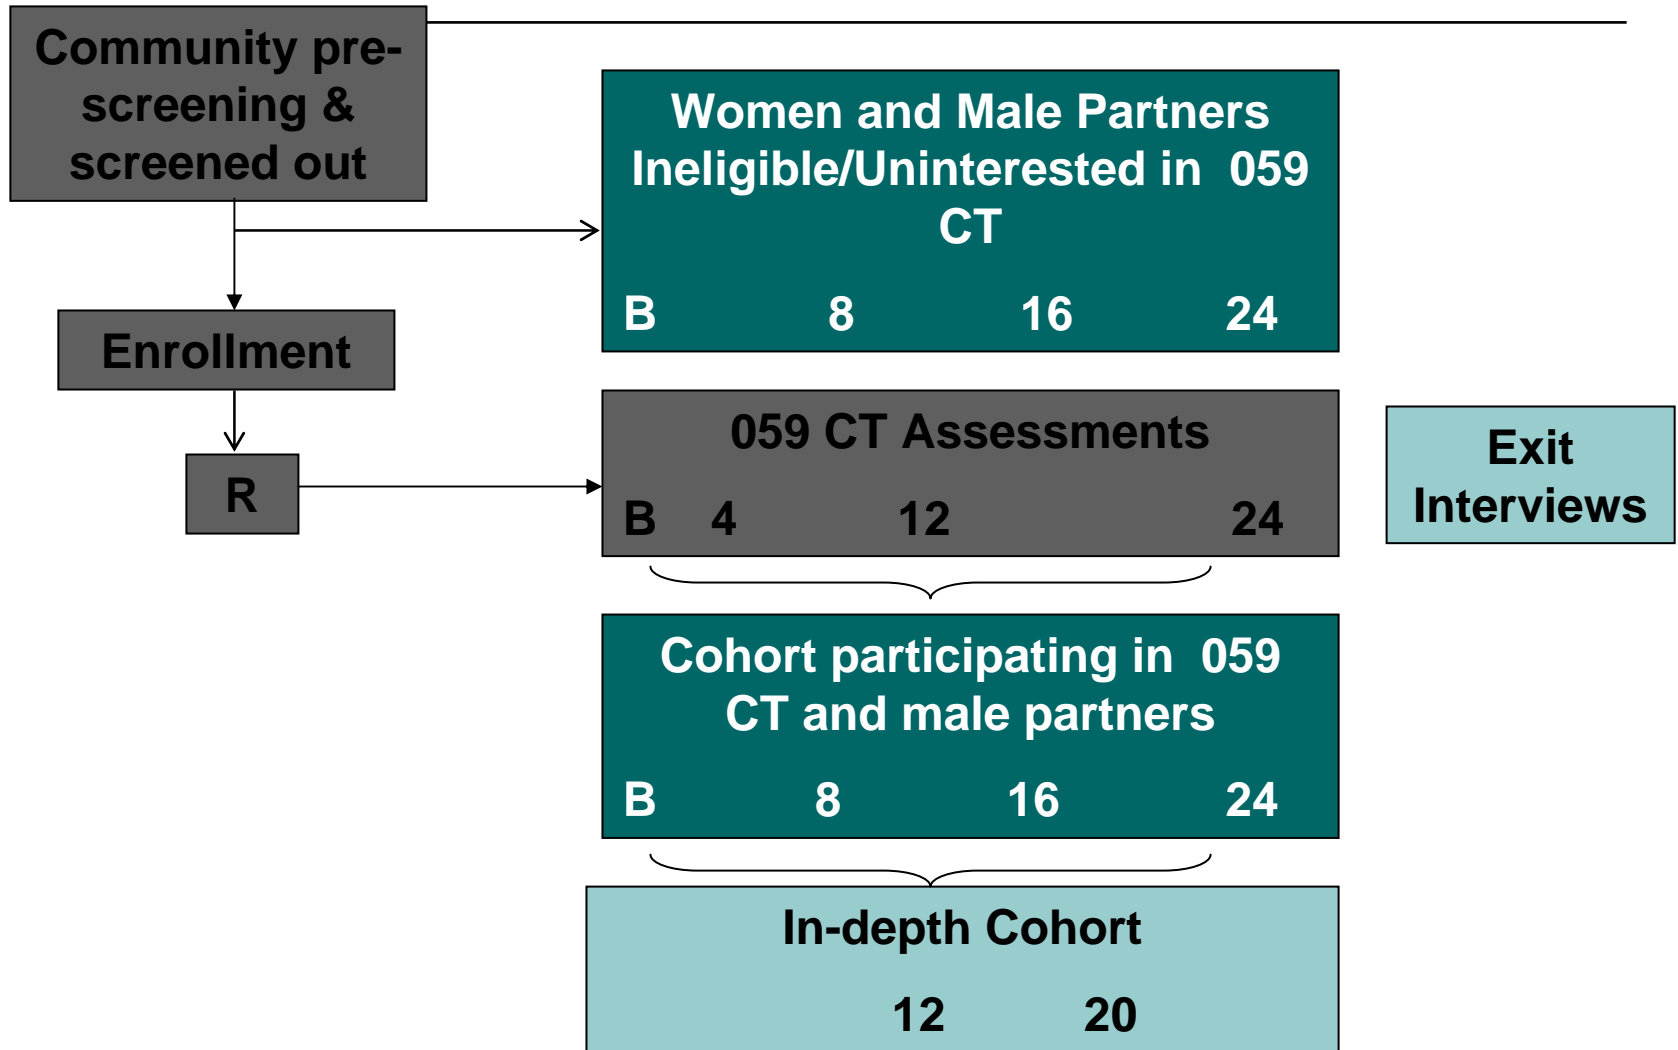 Community pre-
screening &
screened out
Women and Male Partners
Ineligible/Uninterested in 059
CT
B 8 16 24
Enrollment
059 CT Assessments
B 4 12 24
R
Exit
Interviews
Cohort participating in 059
CT and male partners
B 8 16 24
In-depth Cohort
12 20